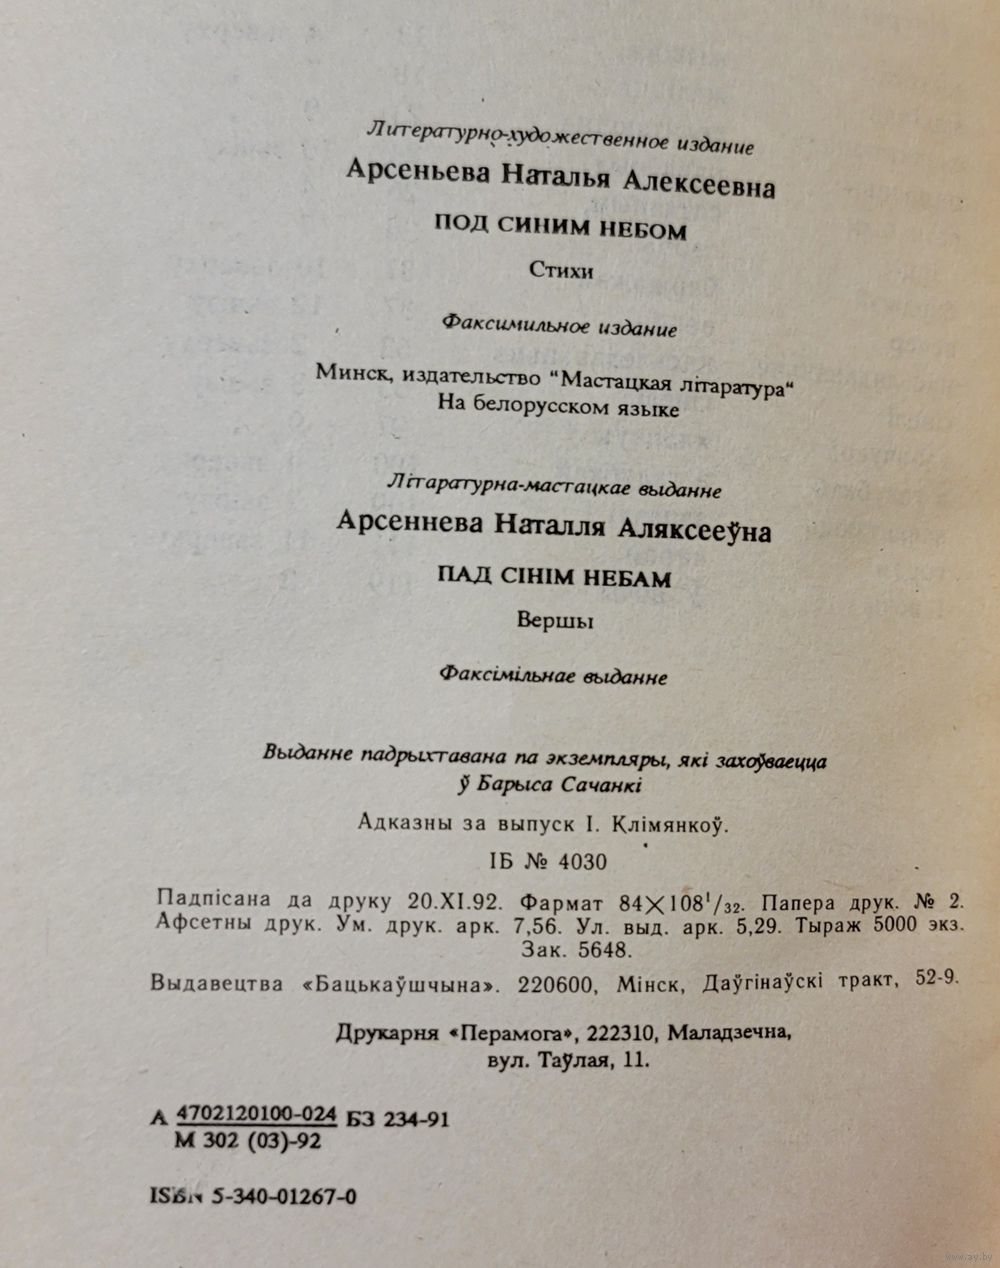 Литературно-художественное издание
Арсеньева Наталья Алексеевна
ПОД СИНИМ НЕБОМ
Стихи
Факсимильное издание
Минск, издательство "Мастацкая літаратура"
На белорусском языке
Літаратурна-мастацкае выданне
Арсеннева Наталля Аляксееўна
ПАД СІНІМ НЕБАМ
Вершы
Факсімільнае выданне
Выданне падрыхтавана па экземпляры, які захоўваецца
ў Барыса Сачанкі
Адказны за выпуск І. Клімянкоў.
ІБ № 4030
Падпісана да друку 20.XI.92. Фармат 84×108¹/₃₂. Папера друк. № 2.
Афсетны друк. Ум. друк. арк. 7,56. Ул. выд. арк. 5,29. Тыраж 5000 экз.
Зак. 5648.
Выдавецтва «Бацькаўшчына». 220600, Мінск, Даўгінаўскі тракт, 52-9.
Друкарня «Перамога», 222310, Маладзечна,
вул. Таўлая, 11.
А 4702120100-024 БЗ 234-91
М 302 (03)-92
ISBN 5-340-01267-0
www.ay.by